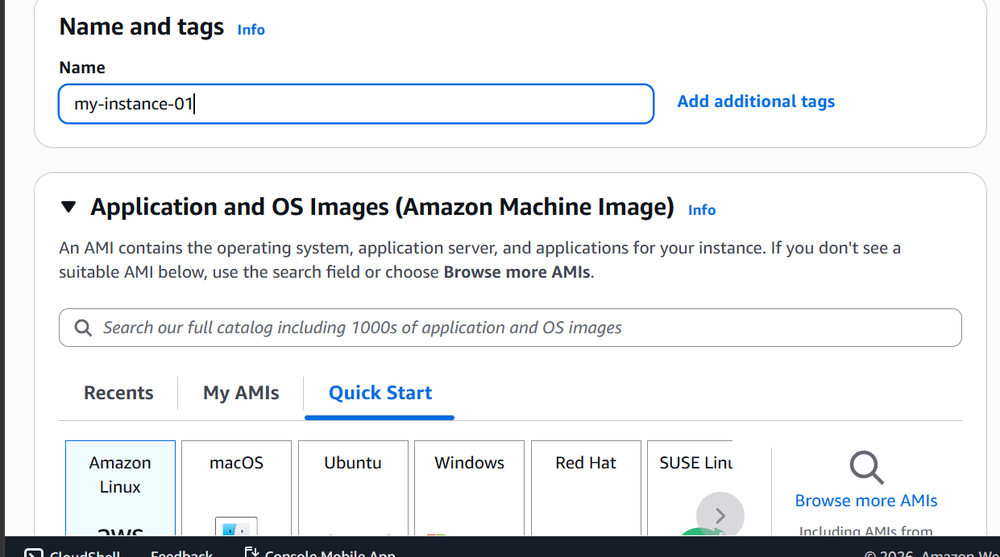 Name and tags Info
Name
my-instance-01
Add additional tags
Application and OS Images (Amazon Machine Image) Info
An AMI contains the operating system, application server, and applications for your instance. If you don't see a
suitable AMI below, use the search field or choose Browse more AMIs.
Search our full catalog including 1000s of application and OS images
Recents My AMIs Quick Start
Amazon
Linux
macOS
Ubuntu
Windows
Red Hat
SUSE Linu
aws
Browse more AMIs
Including AMIs from
CloudShell Feedback Console Mobile App
© 2026, Amazon We